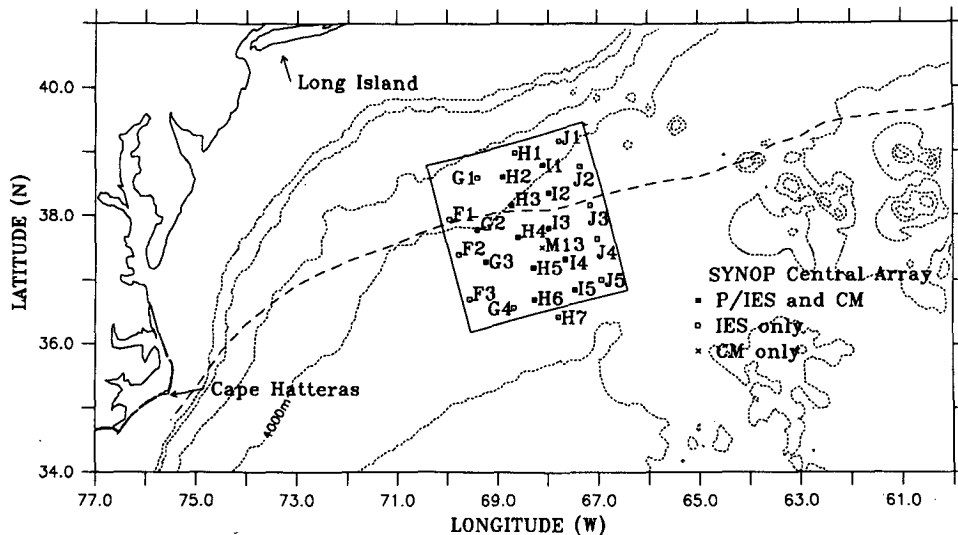 40.0
38.0
36.0
34.0
LATITUDE (N)
Long Island
Cape Hatteras
4000m
J1
H1
I1
J2
G1
H2
I2
H3
J3
F1
G2
H4
I3
M13
J4
F2
G3
H5
I4
J5
F3
G4
H6
I5
H7
SYNOP Central Array
P/IES and CM
IES only
CM only
77.0 75.0 73.0 71.0 69.0 67.0 65.0 63.0 61.0
LONGITUDE (W)